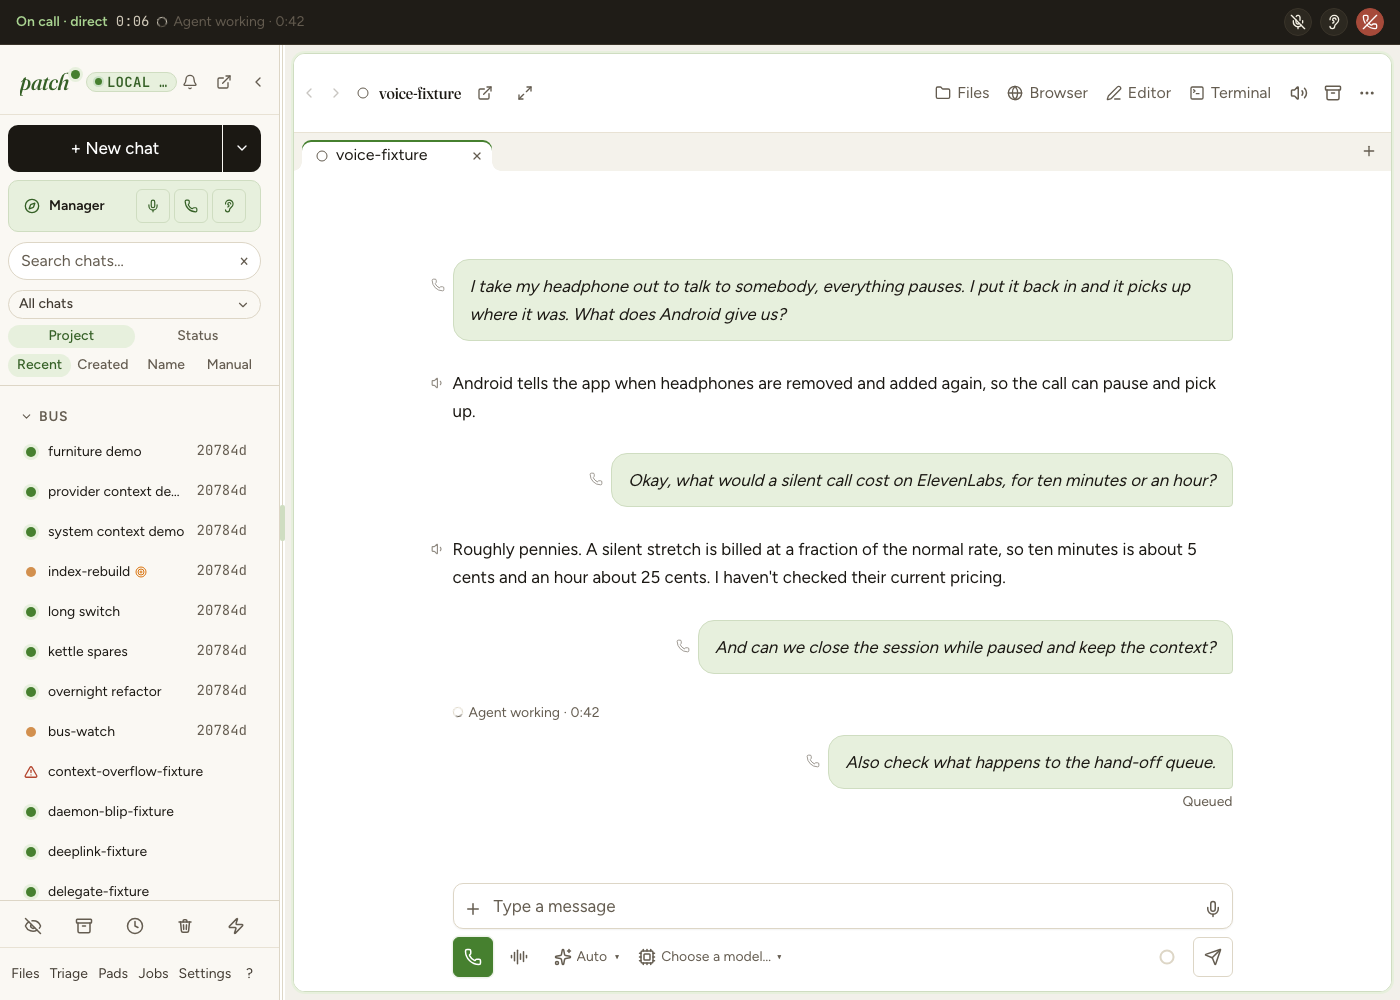 On call · direct 0:06 Agent working · 0:42
patch LOCAL …
+ New chat
Manager
Search chats...
All chats
Project Status
Recent Created Name Manual
BUS
furniture demo 20784d
provider context de... 20784d
system context demo 20784d
index-rebuild 20784d
long switch 20784d
kettle spares 20784d
overnight refactor 20784d
bus-watch 20784d
context-overflow-fixture
daemon-blip-fixture
deeplink-fixture
delegate-fixture
Files Triage Pads Jobs Settings ?
voice-fixture
Files Browser Editor Terminal
voice-fixture
I take my headphone out to talk to somebody, everything pauses. I put it back in and it picks up
where it was. What does Android give us?
Android tells the app when headphones are removed and added again, so the call can pause and pick
up.
Okay, what would a silent call cost on ElevenLabs, for ten minutes or an hour?
Roughly pennies. A silent stretch is billed at a fraction of the normal rate, so ten minutes is about 5
cents and an hour about 25 cents. I haven't checked their current pricing.
And can we close the session while paused and keep the context?
Agent working · 0:42
Also check what happens to the hand-off queue.
Queued
Type a message
Auto Choose a model...